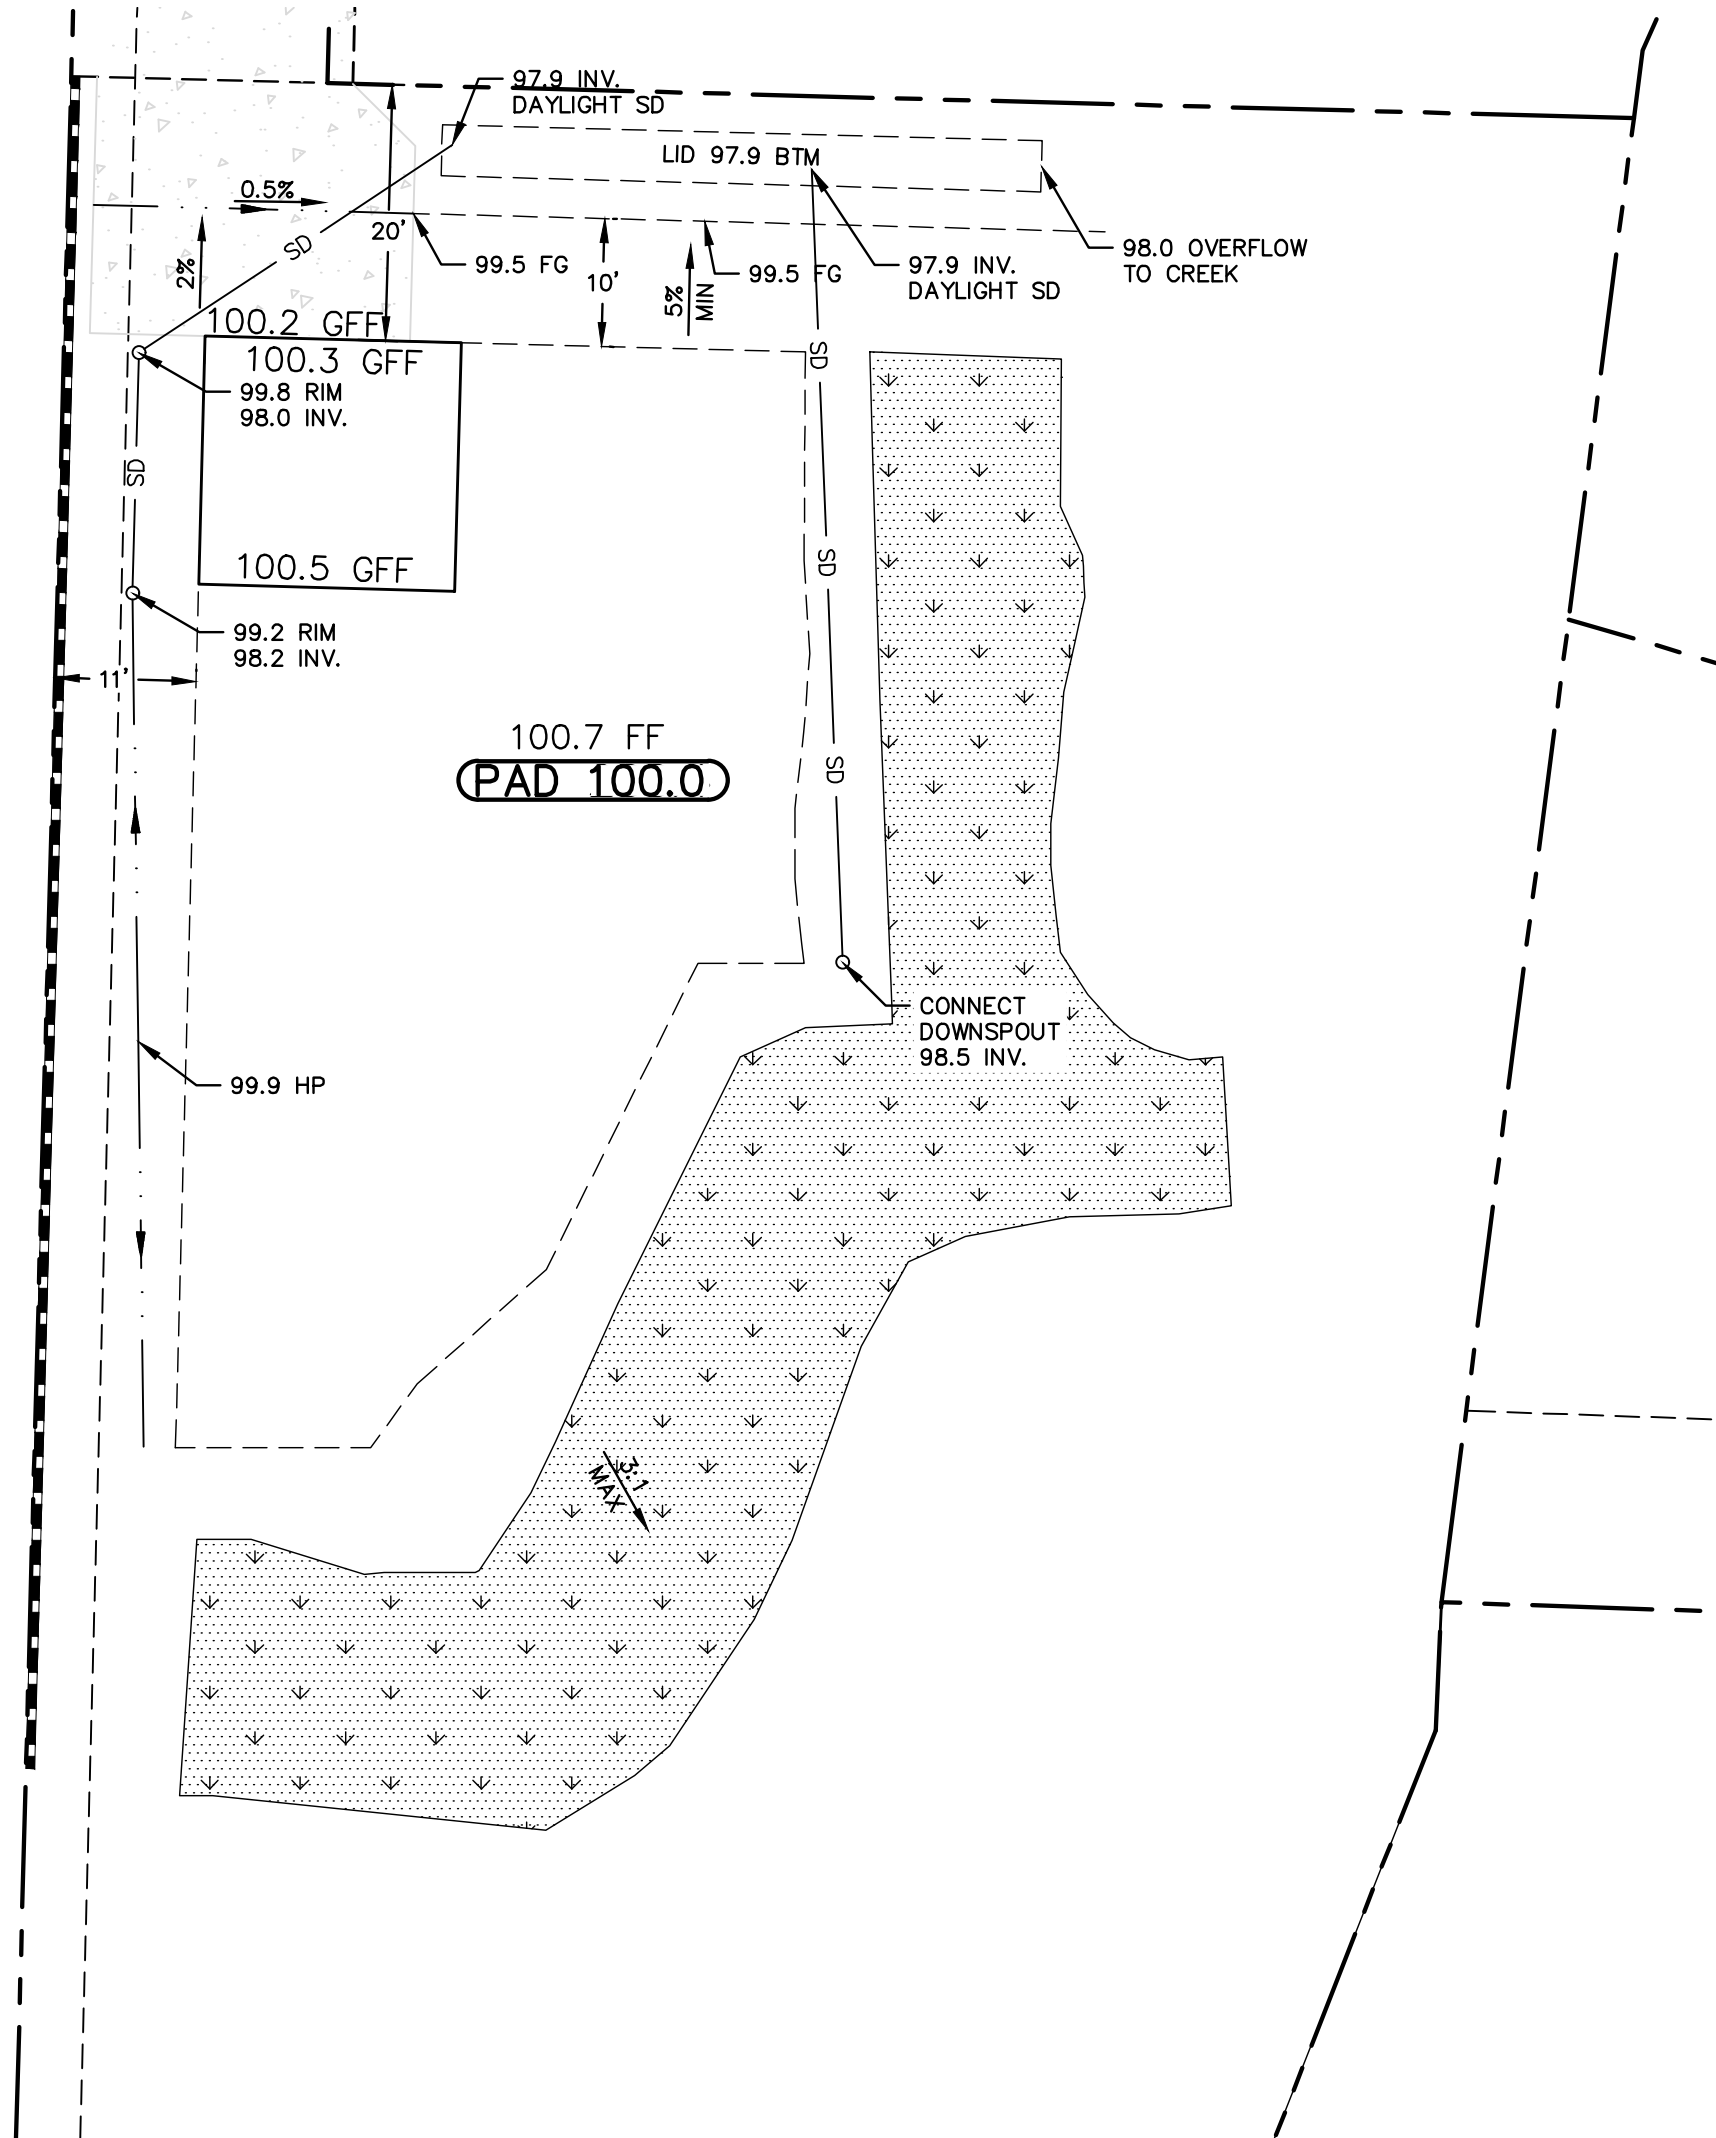 97.9 INV.
DAYLIGHT SD
LID 97.9 BTM
0.5%
20'
SD
2%
99.5 FG
10'
5%
MIN
99.5 FG
97.9 INV.
DAYLIGHT SD
98.0 OVERFLOW
TO CREEK
100.2 GFF
100.3 GFF
SD
99.8 RIM
98.0 INV.
SD
100.5 GFF
SD
99.2 RIM
98.2 INV.
11'
100.7 FF
PAD 100.0
SD
CONNECT
DOWNSPOUT
98.5 INV.
99.9 HP
3:1
MAX